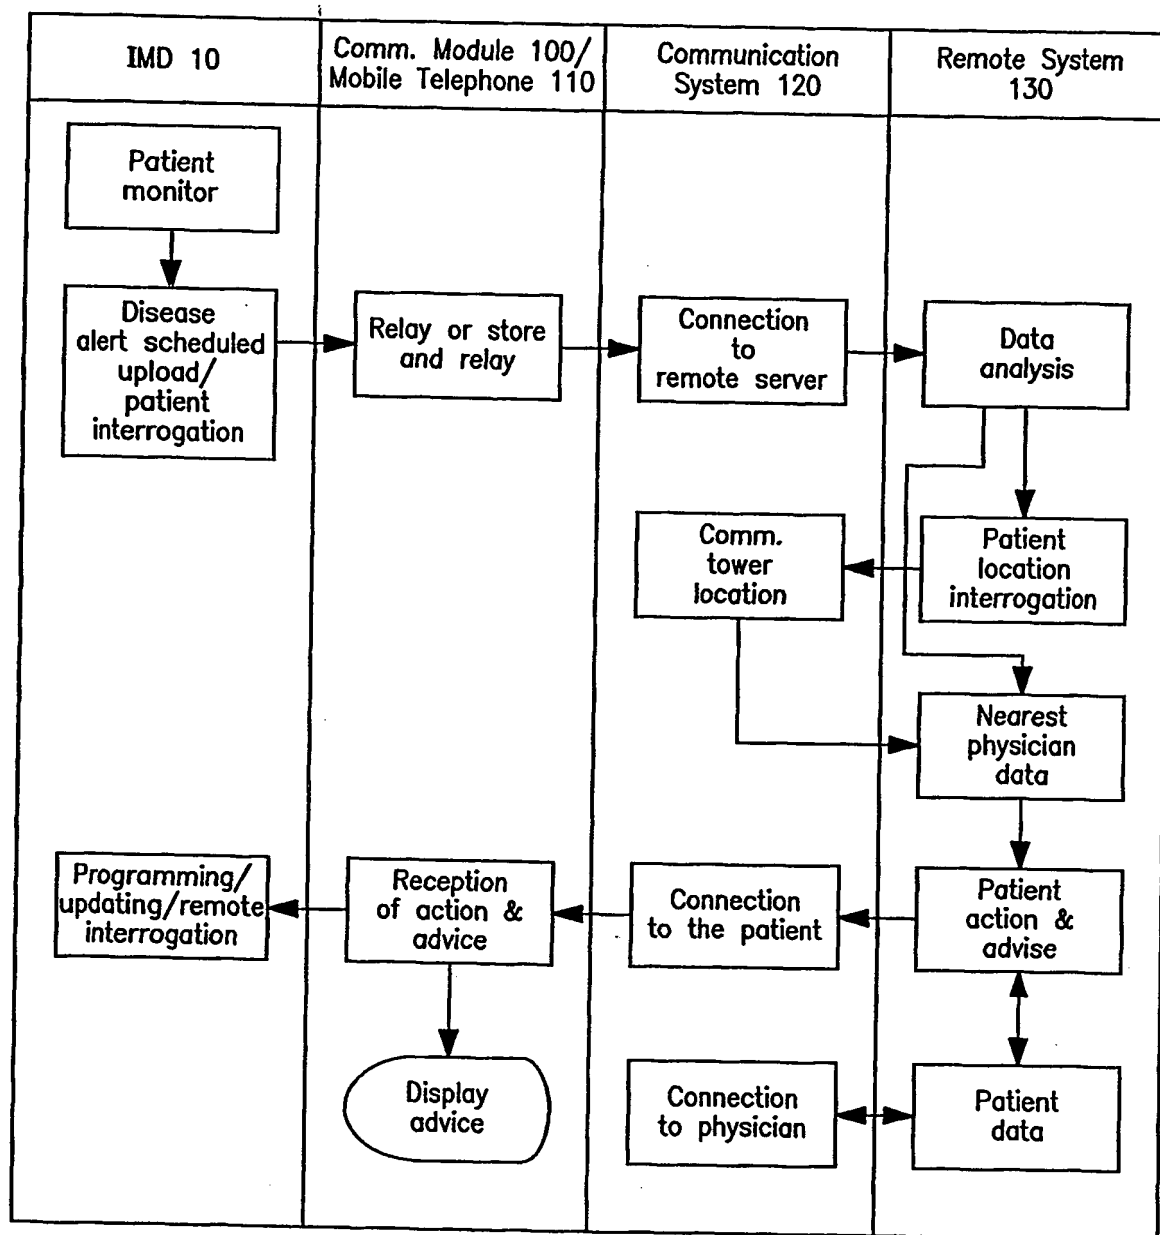 IMD 10
Comm. Module 100/
Mobile Telephone 110
Communication
System 120
Remote System
130
Patient
monitor
Disease
alert scheduled
upload/
patient
interrogation
Relay or store
and relay
Connection
to
remote server
Data
analysis
Comm.
tower
location
Patient
location
interrogation
Nearest
physician
data
Programming/
updating/remote
interrogation
Reception
of action &
advice
Connection
to the patient
Patient
action &
advise
Display
advice
Connection
to physician
Patient
data